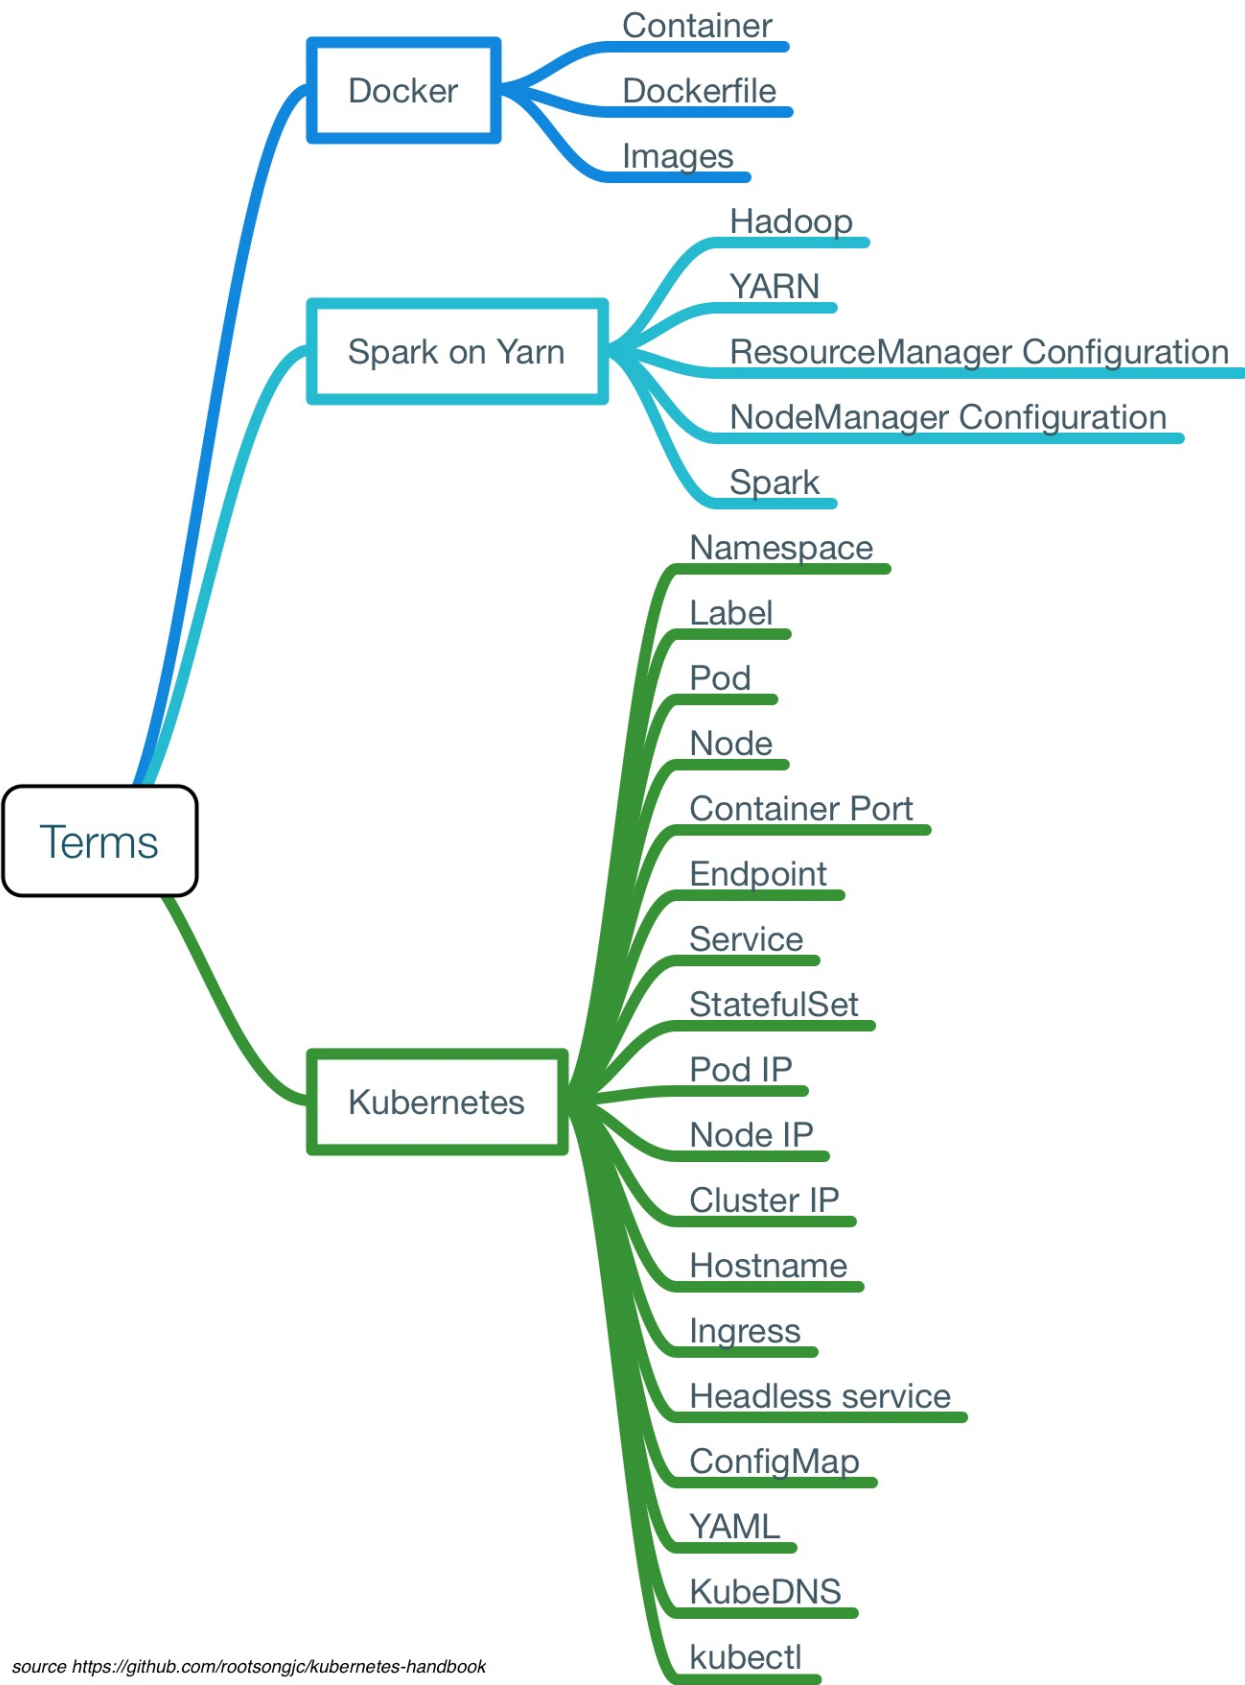 Terms
Docker
Container
Dockerfile
Images
Spark on Yarn
Hadoop
YARN
ResourceManager Configuration
NodeManager Configuration
Spark
Kubernetes
Namespace
Label
Pod
Node
Container Port
Endpoint
Service
StatefulSet
Pod IP
Node IP
Cluster IP
Hostname
Ingress
Headless service
ConfigMap
YAML
KubeDNS
kubectl
source https://github.com/rootsongjc/kubernetes-handbook